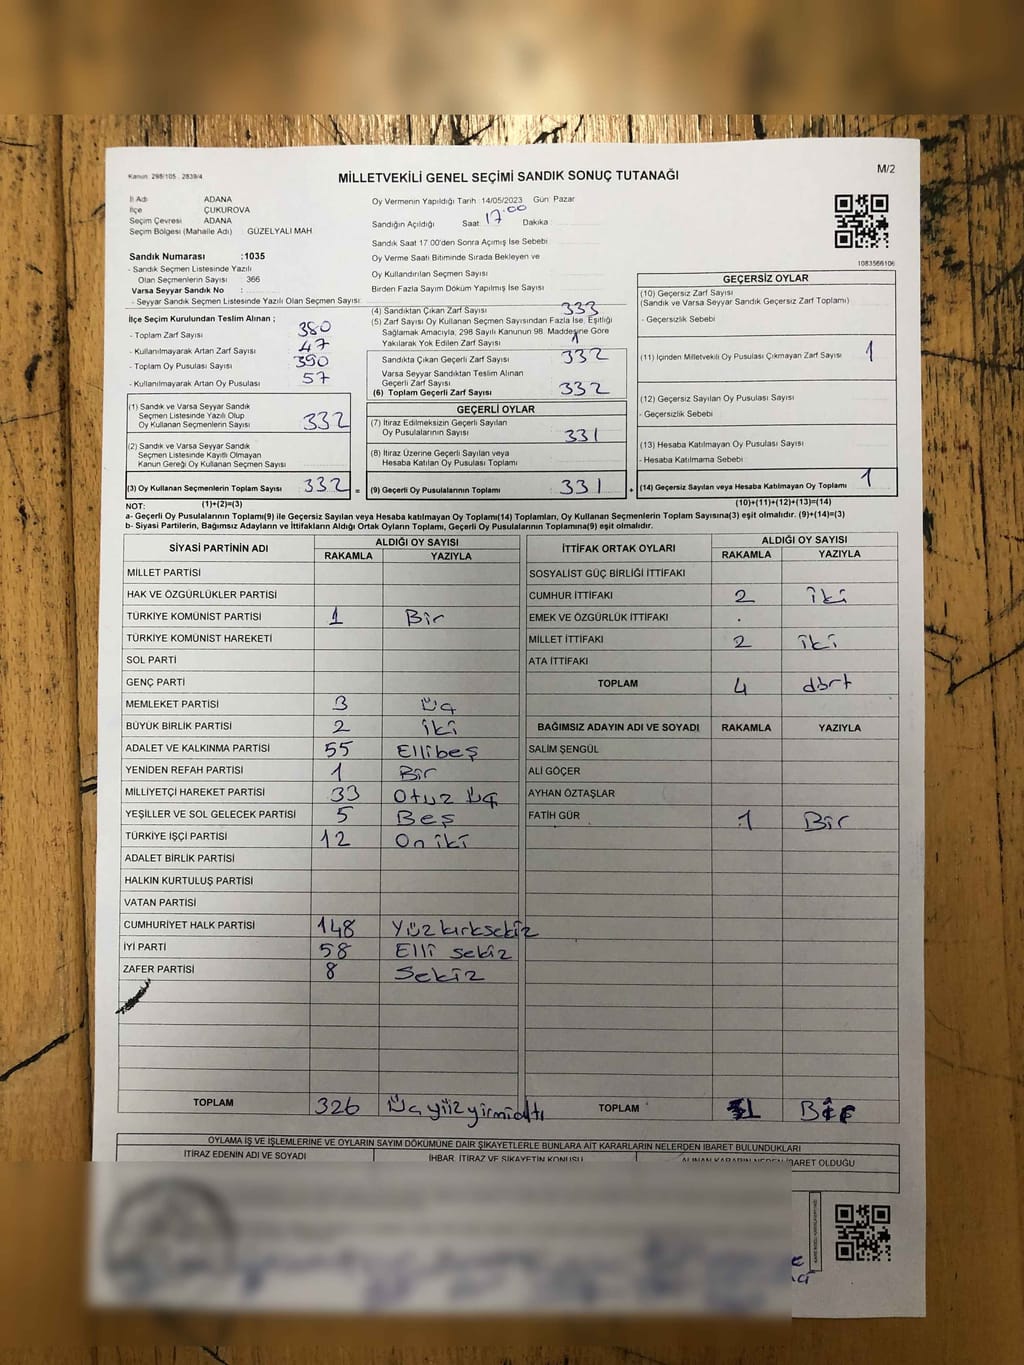 Kanun: 298/105 . 2839/4
MİLLETVEKİLİ GENEL SEÇİMİ SANDIK SONUÇ TUTANAĞI
M/2
İl Adı ADANA
İlçe ÇUKUROVA
Seçim Çevresi ADANA
Seçim Bölgesi (Mahalle Adı) : GÜZELYALI MAH
Sandık Numarası :1035
- Sandık Seçmen Listesinde Yazılı
Olan Seçmenlerin Sayısı : 366
Varsa Seyyar Sandık No :
- Seyyar Sandık Seçmen Listesinde Yazılı Olan Seçmen Sayısı:
Oy Vermenin Yapıldığı Tarih 14/05/2023 Gün Pazar
Sandığın Açıldığı Saat 17:00 Dakika
Sandık Saat 17.00'den Sonra Açılmış İse Sebebi
Oy Verme Saati Bitiminde Sırada Bekleyen ve
Oy Kullandırılan Seçmen Sayısı
Birden Fazla Sayım Döküm Yapılmış İse Sayısı
1083566106
İlçe Seçim Kurulundan Teslim Alınan ;
- Toplam Zarf Sayısı 380
- Kullanılmayarak Artan Zarf Sayısı 47
- Toplam Oy Pusulası Sayısı 390
- Kullanılmayarak Artan Oy Pusulası 57
(4) Sandıktan Çıkan Zarf Sayısı 333
(5) Zarf Sayısı Oy Kullanan Seçmen Sayısından Fazla İse, Eşitliği
Sağlamak Amacıyla, 298 Sayılı Kanunun 98. Maddesine Göre
Yakılarak Yok Edilen Zarf Sayısı 1
Sandıkta Çıkan Geçerli Zarf Sayısı 332
Varsa Seyyar Sandıktan Teslim Alınan
Geçerli Zarf Sayısı
(6) Toplam Geçerli Zarf Sayısı 332
GEÇERSİZ OYLAR
(10) Geçersiz Zarf Sayısı
(Sandık ve Varsa Seyyar Sandık Geçersiz Zarf Toplamı)
- Geçersizlik Sebebi
(11) İçinden Milletvekili Oy Pusulası Çıkmayan Zarf Sayısı 1
(12) Geçersiz Sayılan Oy Pusulası Sayısı
- Geçersizlik Sebebi
(13) Hesaba Katılmayan Oy Pusulası Sayısı
- Hesaba Katılmama Sebebi
(1) Sandık ve Varsa Seyyar Sandık
Seçmen Listesinde Yazılı Olup
Oy Kullanan Seçmenlerin Sayısı 332
(2) Sandık ve Varsa Seyyar Sandık
Seçmen Listesinde Kayıtlı Olmayan
Kanun Gereği Oy Kullanan Seçmen Sayısı
GEÇERLİ OYLAR
(7) İtiraz Edilmeksizin Geçerli Sayılan
Oy Pusulalarının Sayısı 331
(8) İtiraz Üzerine Geçerli Sayılan veya
Hesaba Katılan Oy Pusulası Toplamı
(3) Oy Kullanan Seçmenlerin Toplam Sayısı 332 = (9) Geçerli Oy Pusulalarının Toplamı 331 + (14) Geçersiz Sayılan veya Hesaba Katılmayan Oy Toplamı 1
NOT: (1)+(2)=(3) (10)+(11)+(12)+(13)=(14)
a- Geçerli Oy Pusulalarının Toplamı(9) ile Geçersiz Sayılan veya Hesaba Katılmayan Oy Toplamı(14) Toplamları, Oy Kullanan Seçmenlerin Toplam Sayısına(3) eşit olmalıdır. (9)+(14)=(3)
b- Siyasi Partilerin, Bağımsız Adayların ve İttifakların Aldığı Ortak Oyların Toplamı, Geçerli Oy Pusulalarının Toplamına(9) eşit olmalıdır.
SİYASİ PARTİNİN ADI ALDIĞI OY SAYISI
RAKAMLA YAZIYLA
MİLLET PARTİSİ
HAK VE ÖZGÜRLÜKLER PARTİSİ
TÜRKİYE KOMÜNİST PARTİSİ 1 Bir
TÜRKİYE KOMÜNİST HAREKETİ
SOL PARTİ
GENÇ PARTİ
MEMLEKET PARTİSİ 3 üç
BÜYÜK BİRLİK PARTİSİ 2 iki
ADALET VE KALKINMA PARTİSİ 55 Ellibeş
YENİDEN REFAH PARTİSİ 1 Bir
MİLLİYETÇİ HAREKET PARTİSİ 33 Otuz üç
YEŞİLLER VE SOL GELECEK PARTİSİ 5 Beş
TÜRKİYE İŞÇİ PARTİSİ 12 On iki
ADALET BİRLİK PARTİSİ
HALKIN KURTULUŞ PARTİSİ
VATAN PARTİSİ
CUMHURİYET HALK PARTİSİ 148 Yüz kırksekiz
İYİ PARTİ 58 Elli sekiz
ZAFER PARTİSİ 8 Sekiz
TOPLAM 326 Üç yüz yirmi altı
İTTİFAK ORTAK OYLARI ALDIĞI OY SAYISI
RAKAMLA YAZIYLA
SOSYALİST GÜÇ BİRLİĞİ İTTİFAKI
CUMHUR İTTİFAKI 2 iki
EMEK VE ÖZGÜRLÜK İTTİFAKI
MİLLET İTTİFAKI 2 iki
ATA İTTİFAKI
TOPLAM 4 dört
BAĞIMSIZ ADAYIN ADI VE SOYADI RAKAMLA YAZIYLA
SALİM ŞENGÜL
ALİ GÖÇER
AYHAN ÖZTAŞLAR
FATİH GÜR 1 Bir
TOPLAM 1 Bir
OYLAMA İŞ VE İŞLEMLERİNE VE OYLARIN SAYIM DÖKÜMÜNE DAİR ŞİKAYETLERLE BUNLARA AİT KARARLARIN NELERDEN İBARET BULUNDUKLARI
İTİRAZ EDENİN ADI VE SOYADI
İHBAR, İTİRAZ VE ŞİKAYETİN KONUSU
ALINAN KARARIN NEDEN İBARET OLDUĞU